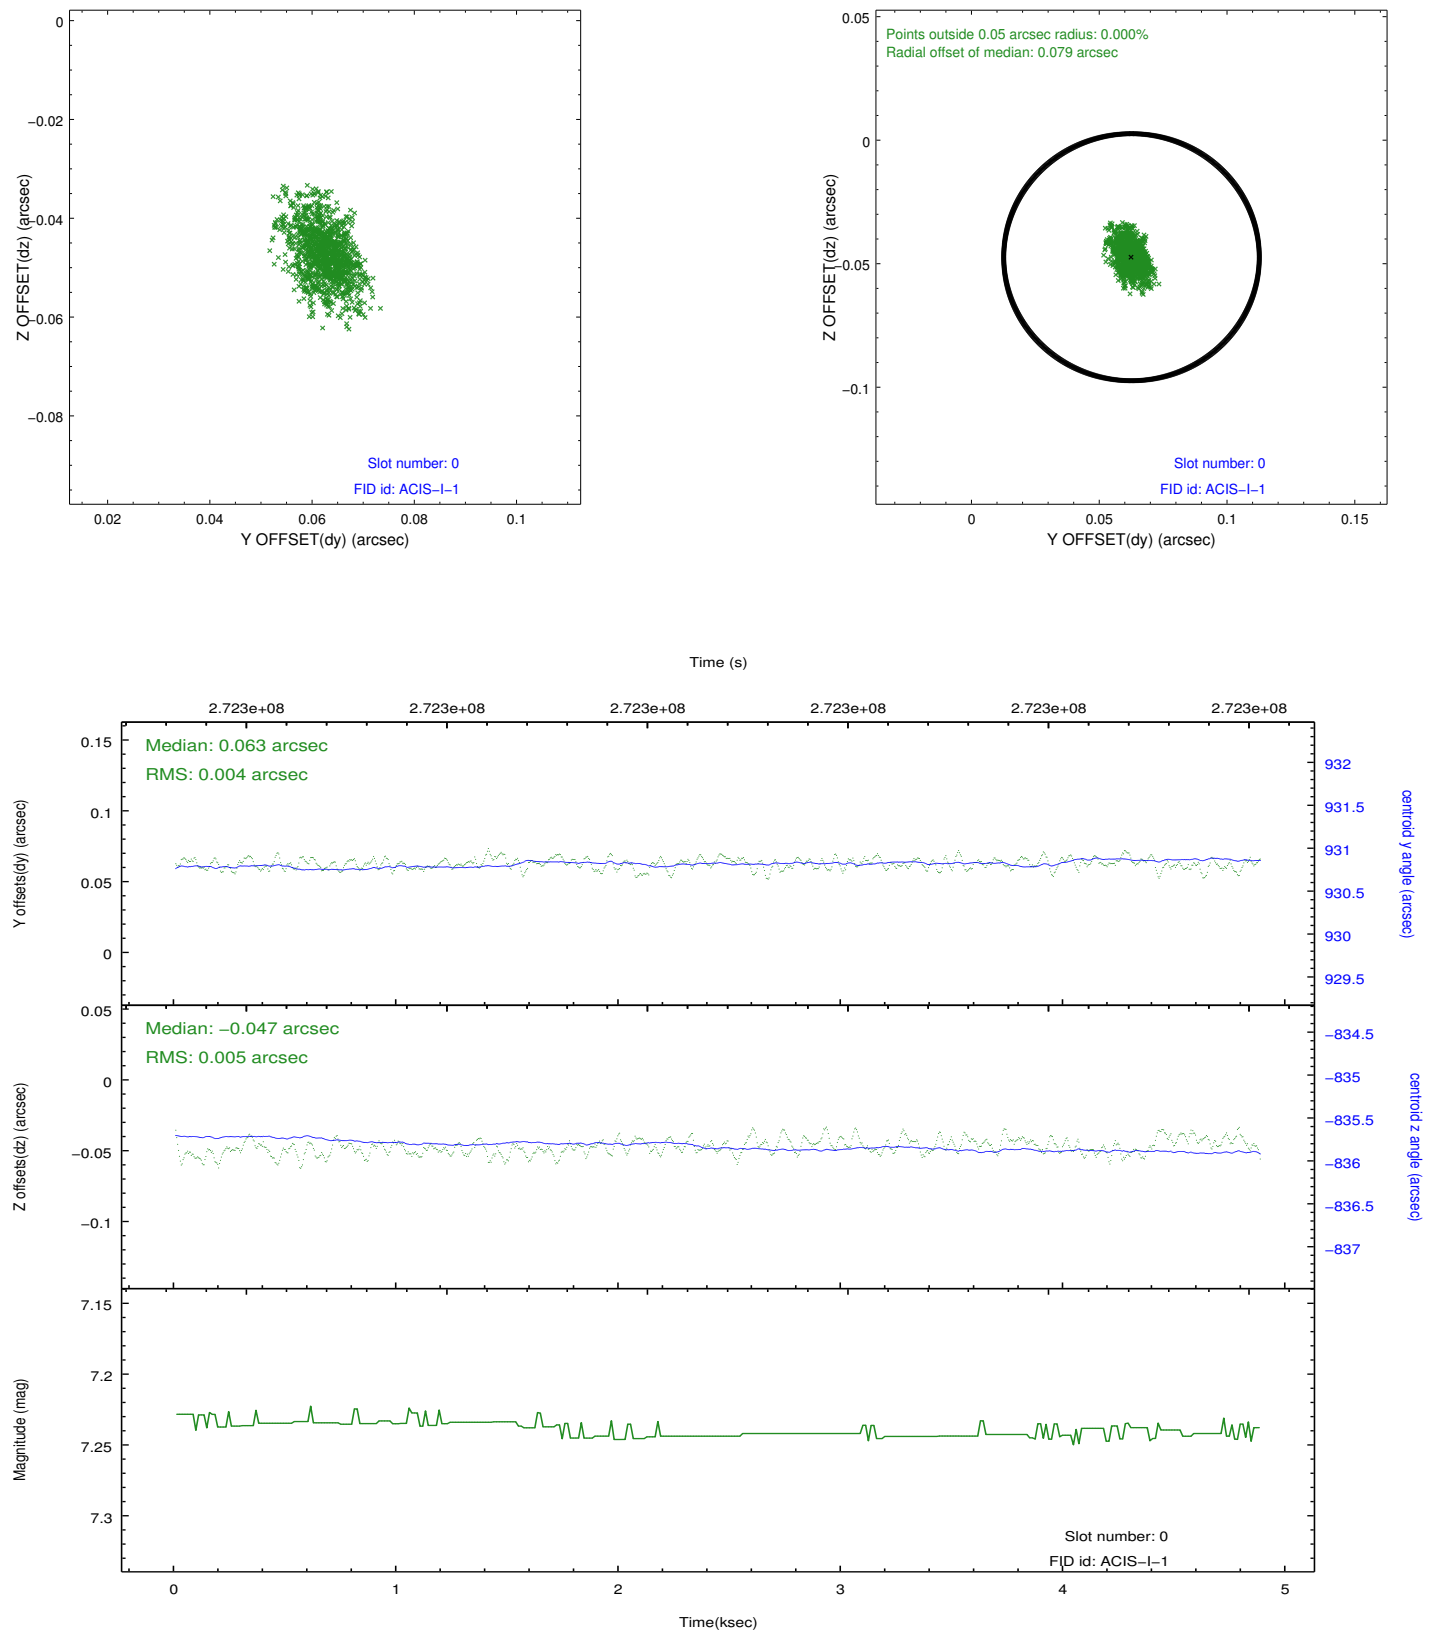 0
−0.02
−0.04
−0.06
−0.08
Z OFFSET(dz) (arcsec)
Slot number: 0
FID id: ACIS−I−1
0.02 0.04 0.06 0.08 0.1
Y OFFSET(dy) (arcsec)
Points outside 0.05 arcsec radius: 0.000%
Radial offset of median: 0.079 arcsec
0.05
0
−0.05
−0.1
Z OFFSET(dz) (arcsec)
Slot number: 0
FID id: ACIS−I−1
0 0.05 0.1 0.15
Y OFFSET(dy) (arcsec)
Time (s)
2.723e+08 2.723e+08 2.723e+08 2.723e+08 2.723e+08 2.723e+08
Median: 0.063 arcsec
RMS: 0.004 arcsec
0.15
0.1
0.05
0
Y offsets(dy) (arcsec)
932
931.5
931
930.5
930
929.5
centroid y angle (arcsec)
Median: −0.047 arcsec
RMS: 0.005 arcsec
0.05
0
−0.05
−0.1
Z offsets(dz) (arcsec)
−834.5
−835
−835.5
−836
−836.5
−837
centroid z angle (arcsec)
7.15
7.2
7.25
7.3
Magnitude (mag)
Slot number: 0
FID id: ACIS−I−1
0 1 2 3 4 5
Time(ksec)